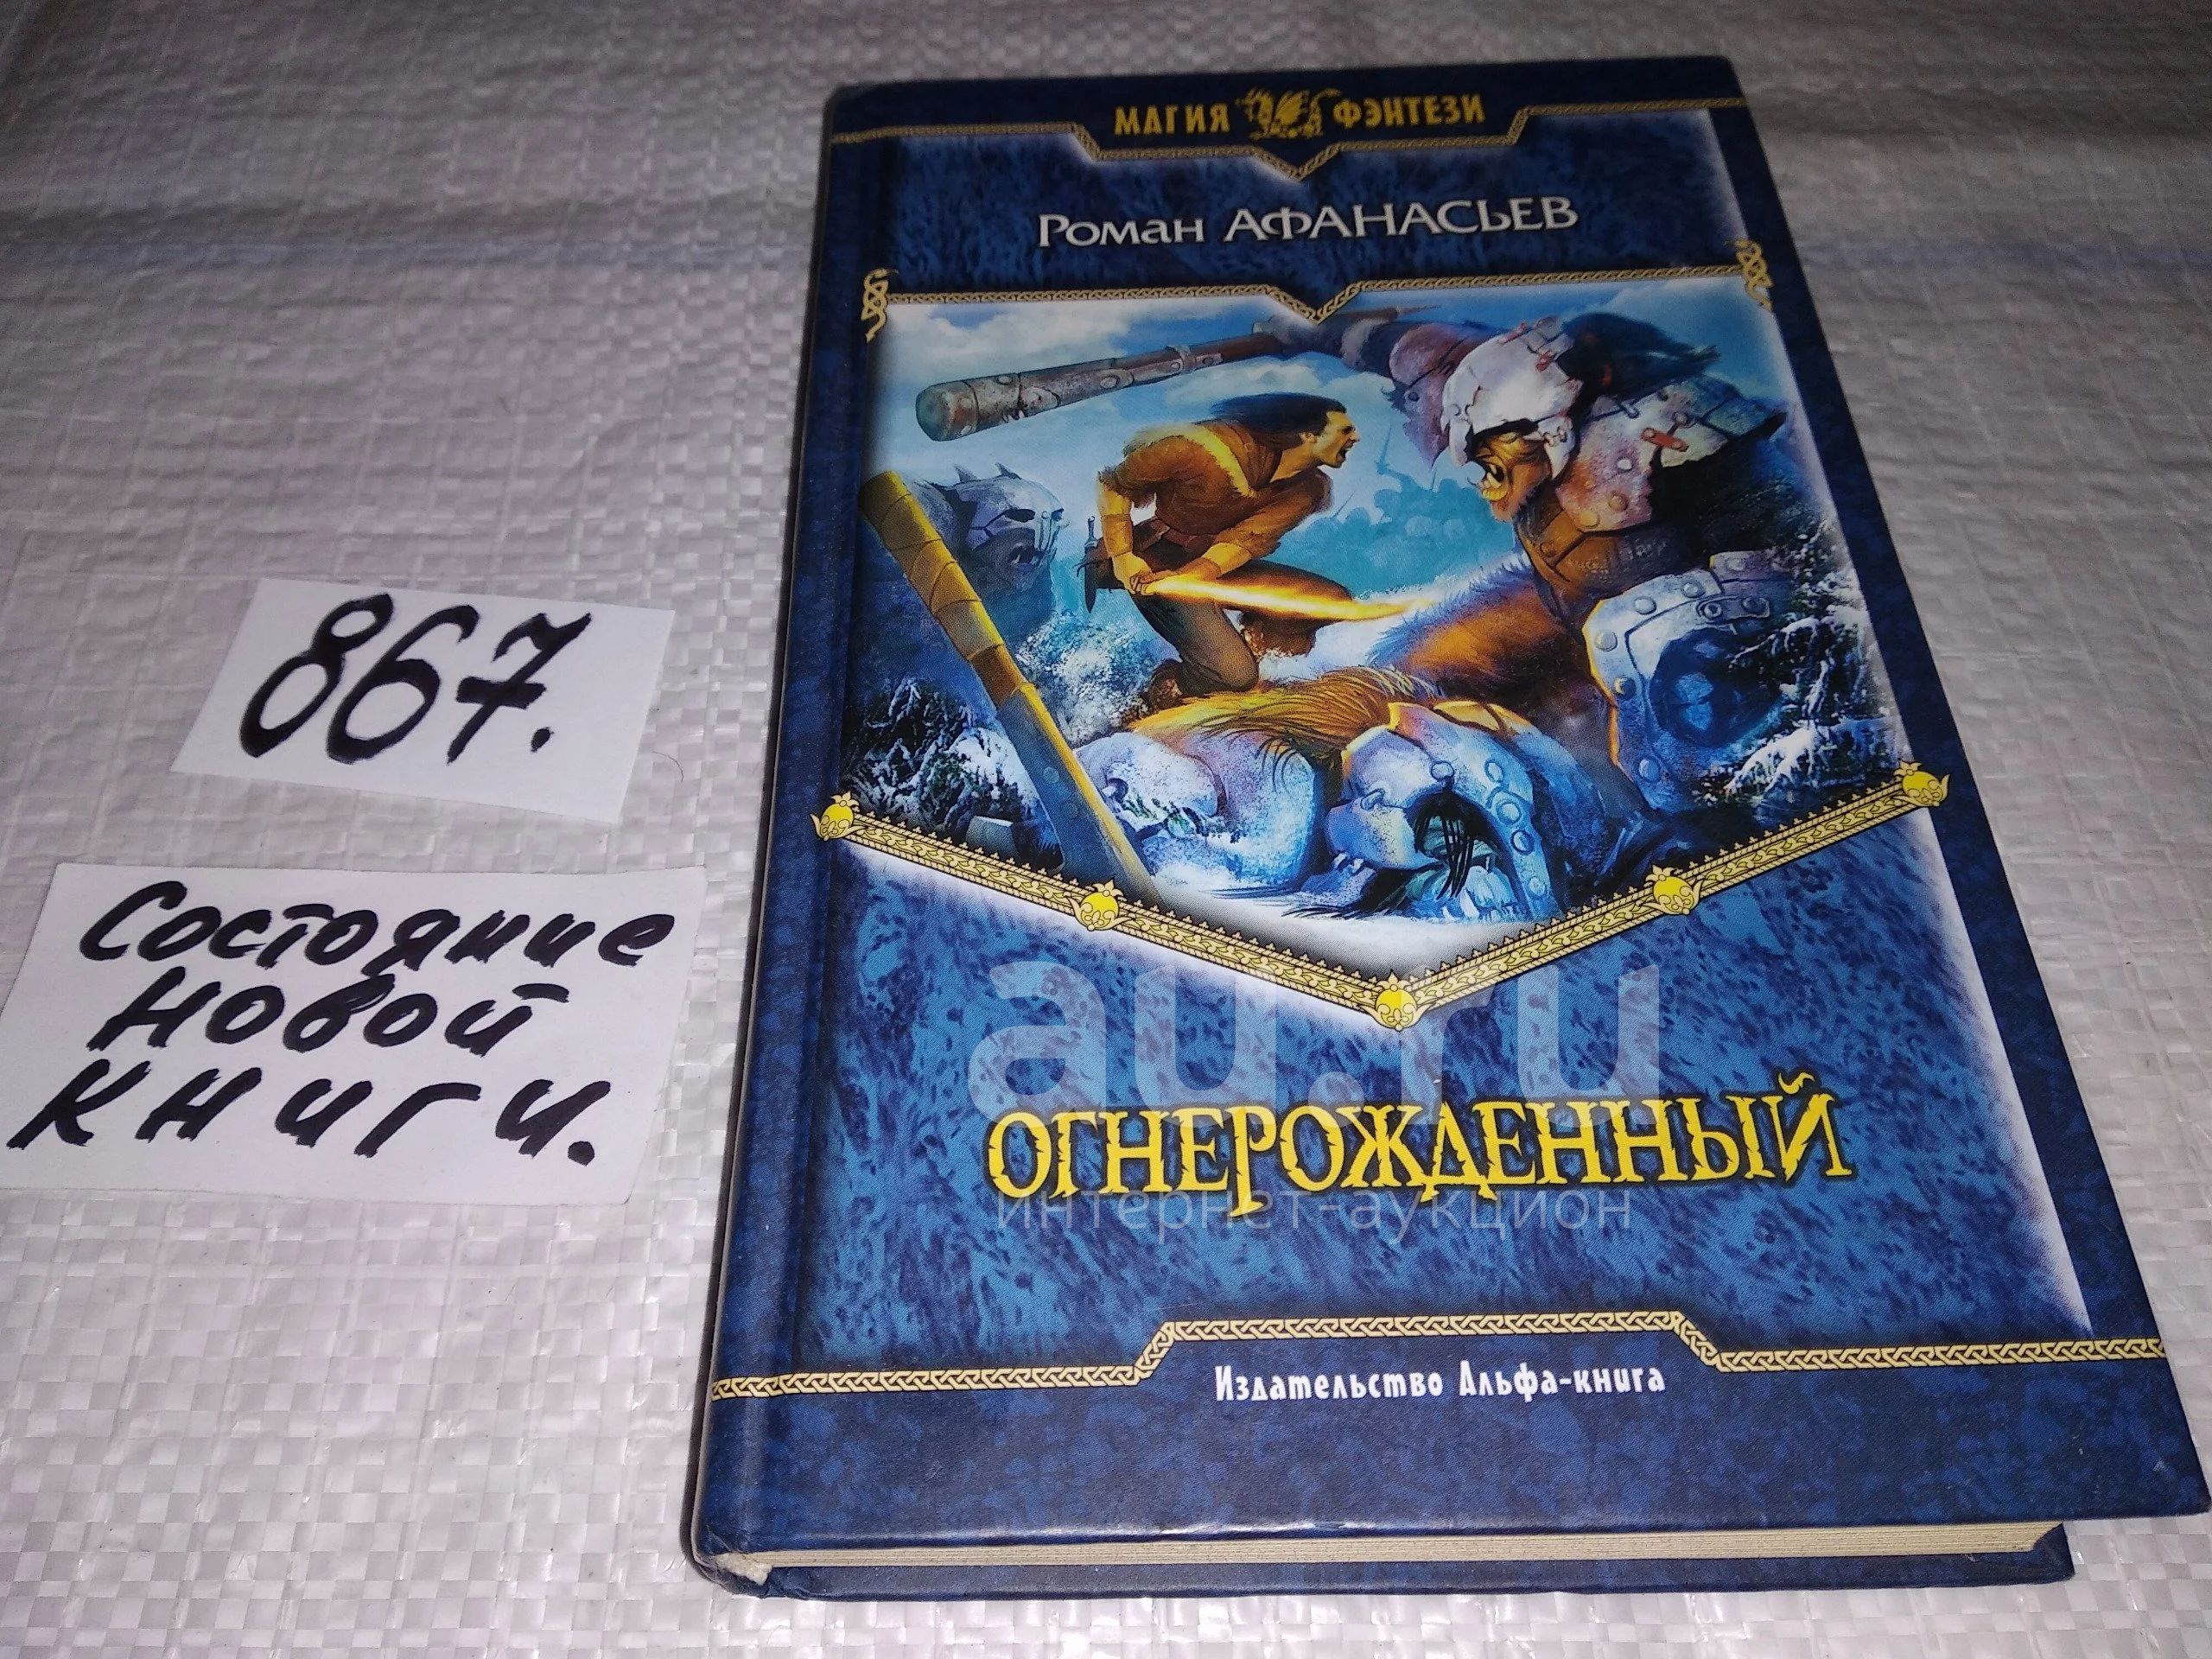 МАГИЯ ФЭНТЕЗИ
Роман АФАНАСЬЕВ
867.
Состояние
новой
книги.
au.ru
ОГНЕРОЖДЕННЫЙ
интернет-аукцион
Издательство Альфа-книга